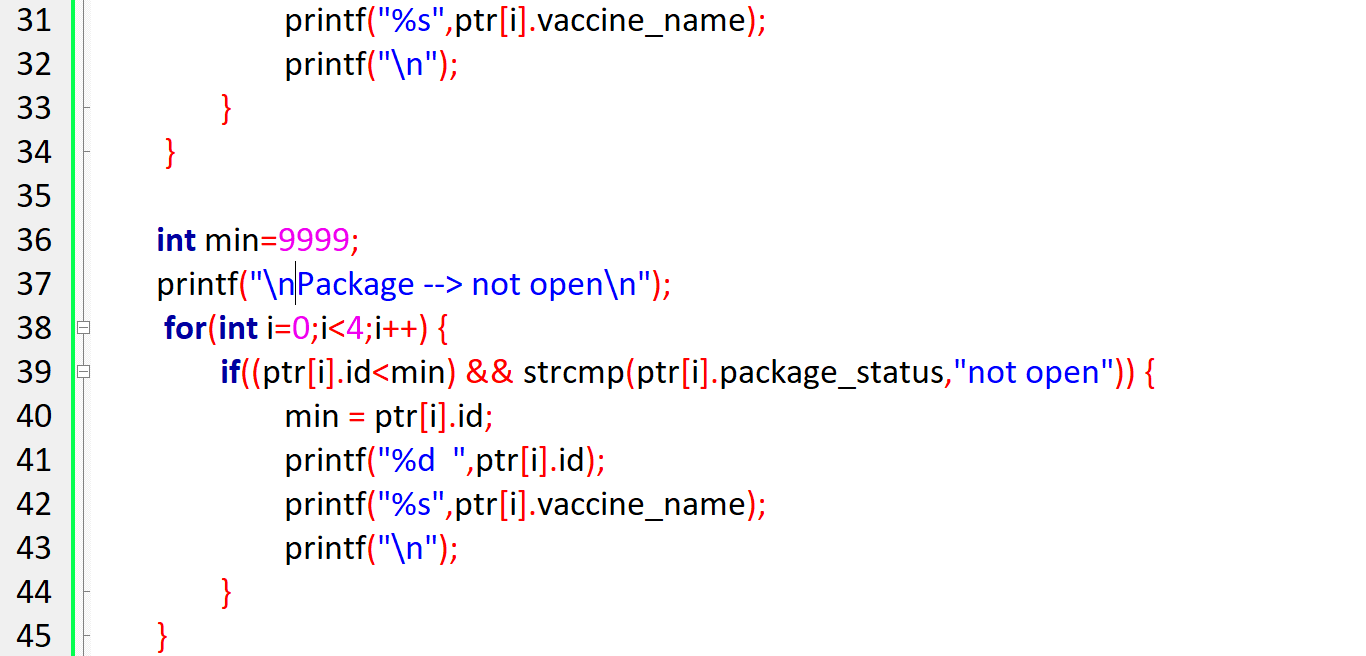 31 printf("%s",ptr[i].vaccine_name);
32 printf("\n");
33 }
34 }
35
36 int min=9999;
37 printf("\nPackage --> not open\n");
38 for(int i=0;i<4;i++) {
39 if((ptr[i].id<min) && strcmp(ptr[i].package_status,"not open")) {
40 min = ptr[i].id;
41 printf("%d  ",ptr[i].id);
42 printf("%s",ptr[i].vaccine_name);
43 printf("\n");
44 }
45 }